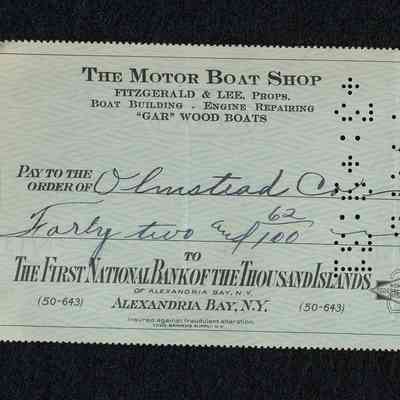 THE MOTOR BOAT SHOP
FITZGERALD & LEE, PROPS.
BOAT BUILDING - ENGINE REPAIRING
"GAR" WOOD BOATS
PAY TO THE
ORDER OF Olmstead Co
Forty two and 62/100
TO
THE FIRST NATIONAL BANK OF THE THOUSAND ISLANDS
(50-643) OF ALEXANDRIA BAY, N.Y. (50-643)
ALEXANDRIA BAY, N.Y.
Insured against fraudulent alteration